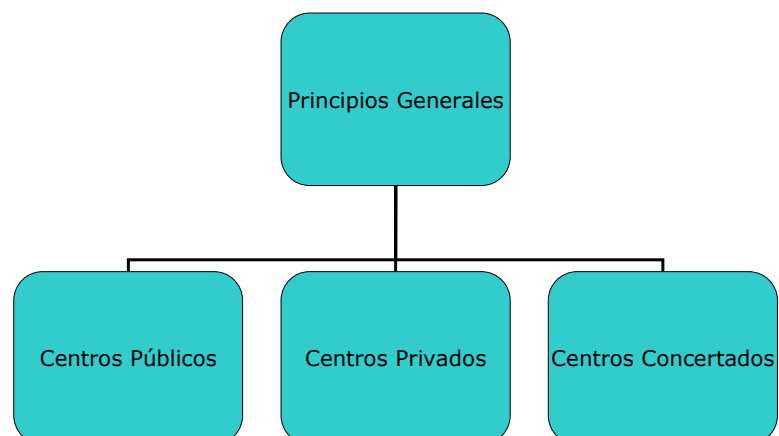 Principios Generales
Centros Públicos
Centros Privados
Centros Concertados